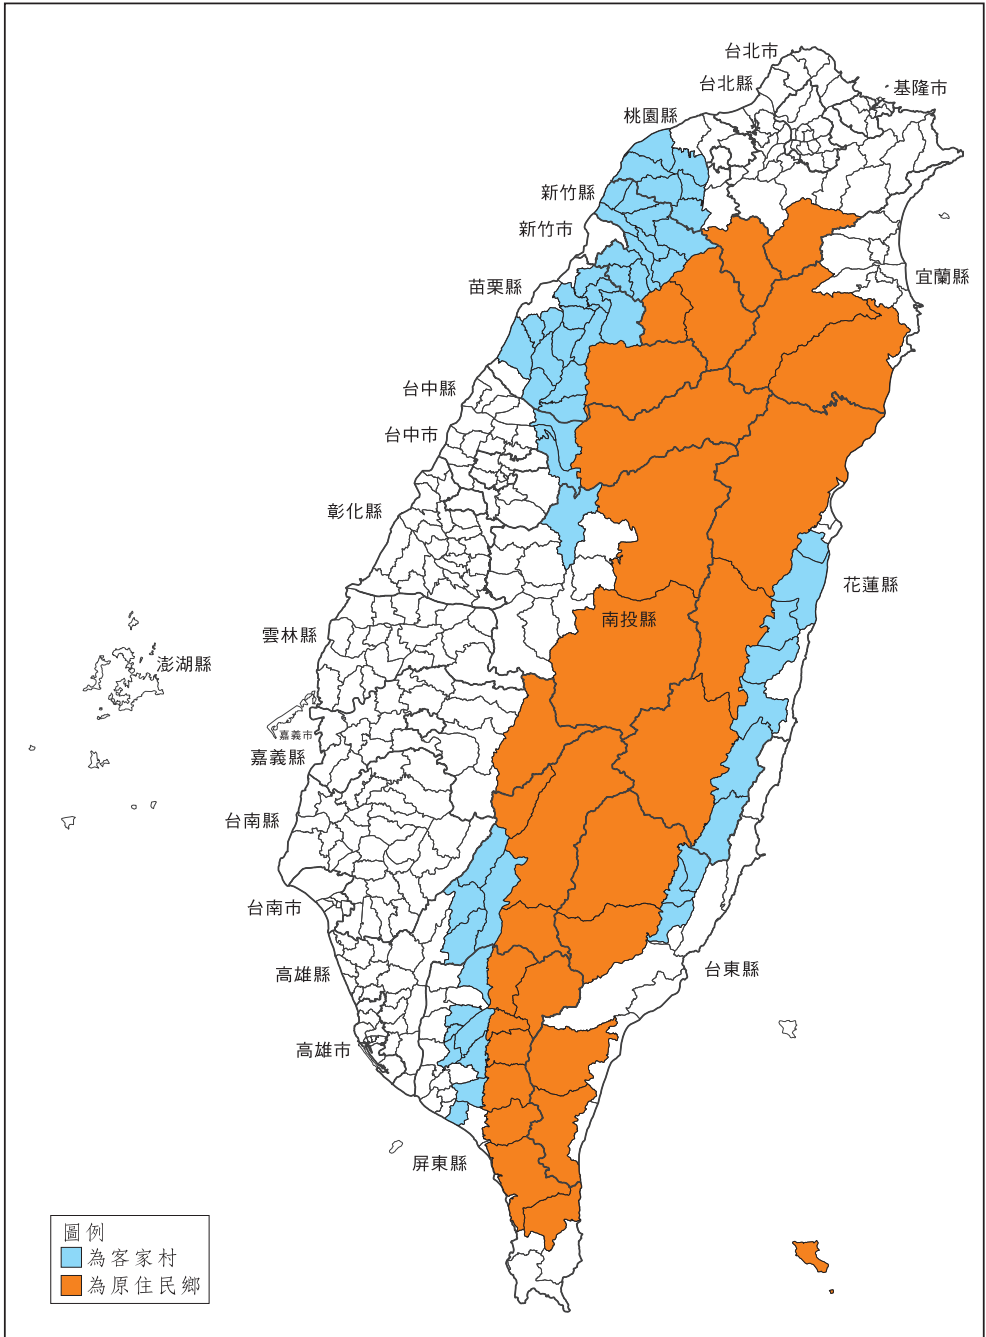 台北市
台北縣
基隆市
桃園縣
新竹縣
新竹市
宜蘭縣
苗栗縣
台中縣
台中市
彰化縣
花蓮縣
南投縣
雲林縣
澎湖縣
嘉義市
嘉義縣
台南縣
台南市
台東縣
高雄縣
高雄市
屏東縣
圖例
為客家村
為原住民鄉